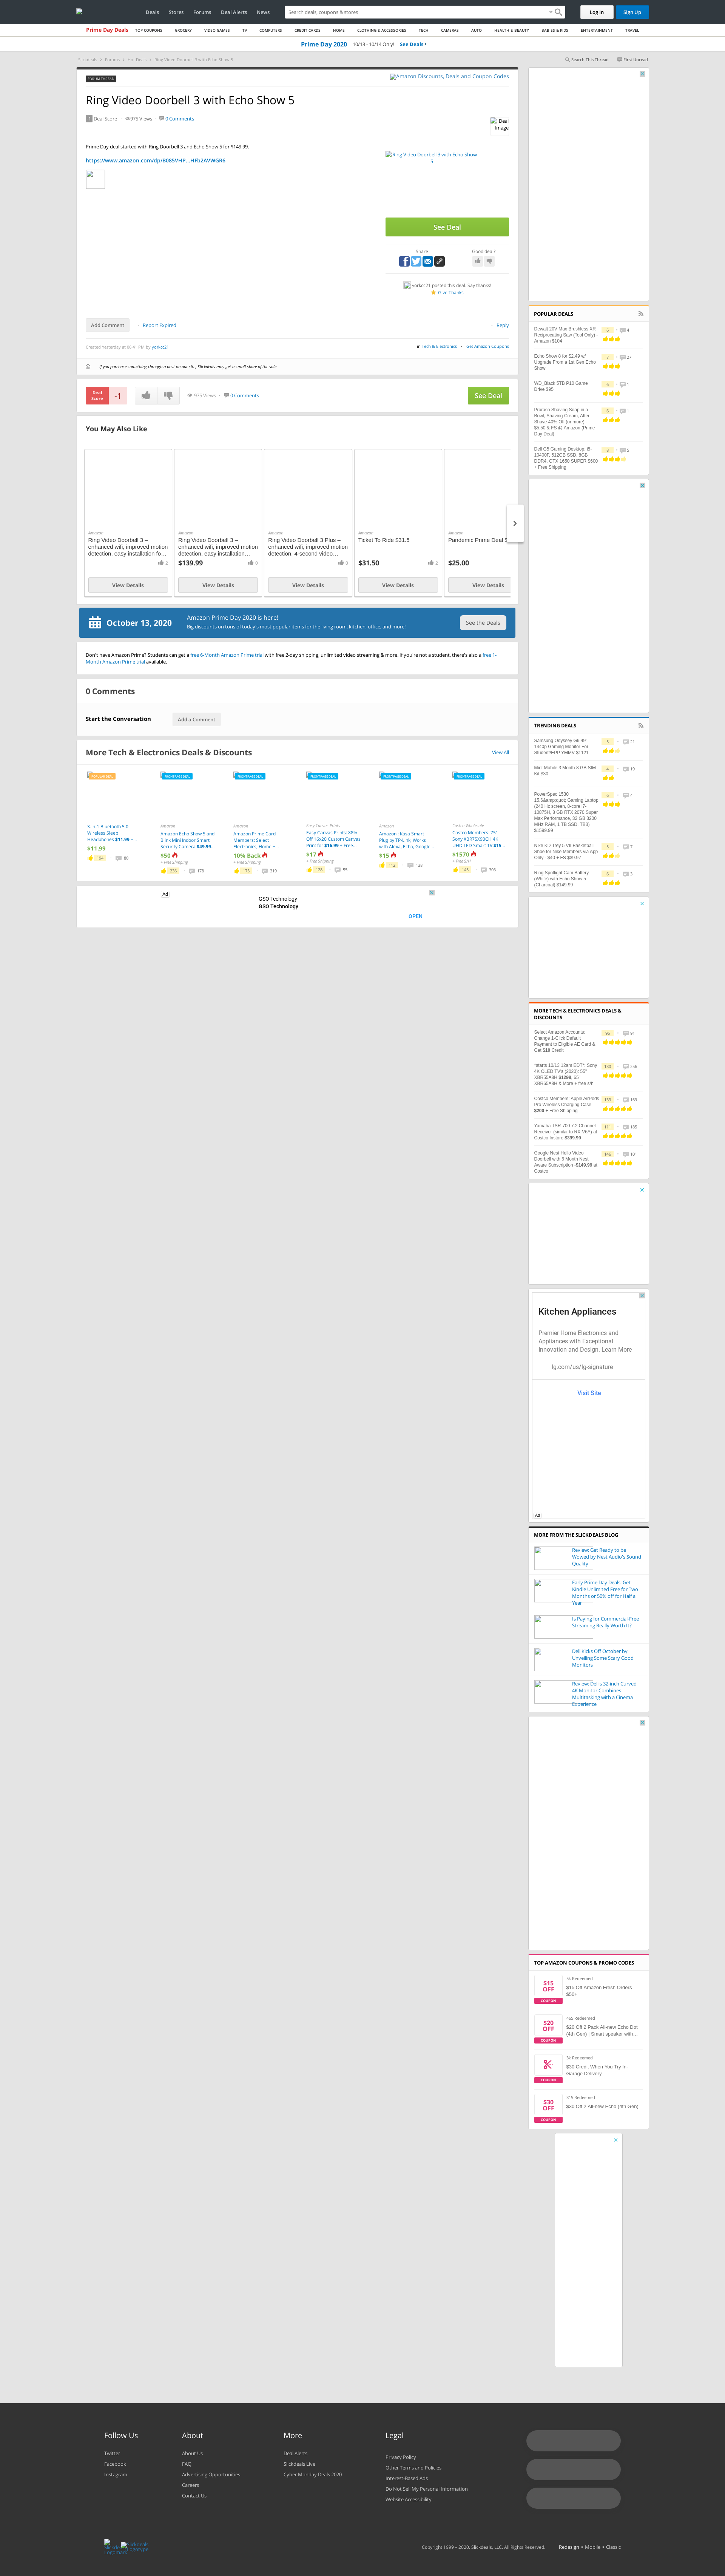 Deals
Stores
Forums
Deal Alerts
News
Search deals, coupons & stores
Log In
Sign Up
Prime Day Deals
TOP COUPONS
GROCERY
VIDEO GAMES
TV
COMPUTERS
CREDIT CARDS
HOME
CLOTHING & ACCESSORIES
TECH
CAMERAS
AUTO
HEALTH & BEAUTY
BABIES & KIDS
ENTERTAINMENT
TRAVEL
Prime Day 2020 10/13 - 10/14 Only! See Deals
Slickdeals > Forums > Hot Deals > Ring Video Doorbell 3 with Echo Show 5
Search This Thread
First Unread
FORUM THREAD
Amazon Discounts, Deals and Coupon Codes
Ring Video Doorbell 3 with Echo Show 5
Deal Score
975 Views
0 Comments
Deal Image
Prime Day deal started with Ring Doorbell 3 and Echo Show 5 for $149.99.
https://www.amazon.com/dp/B085VHP...HFb2AVWGR6
Ring Video Doorbell 3 with Echo Show 5
See Deal
Share
Good deal?
yorkcc21 posted this deal. Say thanks!
Give Thanks
Add Comment
Report Expired
Reply
Created Yesterday at 06:41 PM by yorkcc21
in Tech & Electronics
Get Amazon Coupons
If you purchase something through a post on our site, Slickdeals may get a small share of the sale.
Deal Score
-1
975 Views
0 Comments
See Deal
You May Also Like
Amazon
Ring Video Doorbell 3 – enhanced wifi, improved motion detection, easy installation fo...
2
View Details
Amazon
Ring Video Doorbell 3 – enhanced wifi, improved motion detection, easy installation...
$139.99
0
View Details
Amazon
Ring Video Doorbell 3 Plus – enhanced wifi, improved motion detection, 4-second video...
0
View Details
Amazon
Ticket To Ride $31.5
$31.50
2
View Details
Amazon
Pandemic Prime Deal $
$25.00
View Details
October 13, 2020
Amazon Prime Day 2020 is here!
Big discounts on tons of today's most popular items for the living room, kitchen, office, and more!
See the Deals
Don't have Amazon Prime? Students can get a free 6-Month Amazon Prime trial with free 2-day shipping, unlimited video streaming & more. If you're not a student, there's also a free 1-Month Amazon Prime trial available.
0 Comments
Start the Conversation
Add a Comment
More Tech & Electronics Deals & Discounts
View All
3-in-1 Bluetooth 5.0 Wireless Sleep Headphones $11.99 +...
$11.99
104
60
FRONTPAGE DEAL
Amazon
Amazon Echo Show 5 and Blink Mini Indoor Smart Security Camera $49.99...
$50
+ Free Shipping
236
178
FRONTPAGE DEAL
Amazon
Amazon Prime Card Members: Select Electronics, Home +...
10% Back
+ Free Shipping
175
310
FRONTPAGE DEAL
Easy Canvas Prints
Easy Canvas Prints: 88% Off 16x20 Custom Canvas Print for $16.99 + Free...
$17
+ Free Shipping
128
50
FRONTPAGE DEAL
Amazon
Amazon : Kasa Smart Plug by TP-Link, Works with Alexa, Echo, Google...
$15
112
138
FRONTPAGE DEAL
Costco Wholesale
Costco Members: 75" Sony XBR75X90CH 4K UHD LED Smart TV $15...
$1570
+ Free S/H
145
303
Ad
GSO Technology
GSO Technology
OPEN
POPULAR DEALS
Dewalt 20V Max Brushless XR Reciprocating Saw (Tool Only) - Amazon $104
6
4
Echo Show 8 for $2.49 w/ Upgrade From a 1st Gen Echo Show
7
27
WD_Black 5TB P10 Game Drive $95
6
1
Proraso Shaving Soap in a Bowl, Shaving Cream, After Shave 40% Off (or more) - $5.50 & FS @ Amazon (Prime Day Deal)
6
7
Dell G5 Gaming Desktop: i5-10400F, 512GB SSD, 8GB DDR4, GTX 1650 SUPER $600 + Free Shipping
8
5
TRENDING DEALS
Samsung Odyssey G9 49" 1440p Gaming Monitor For Student/EPP YMMV $1121
5
21
Mint Mobile 3 Month 8 GB SIM Kit $30
4
19
PowerSpec 1530 15.6&amp;quot; Gaming Laptop (240 Hz screen, 8-core i7-10875H, 8 GB RTX 2070 Super Max Performance, 32 GB 3200 MHz RAM, 1 TB SSD, TB3) $1599.99
6
4
Nike KD Trey 5 VII Basketball Shoe for Nike Members via App Only - $40 + FS $39.97
5
7
Ring Spotlight Cam Battery (White) with Echo Show 5 (Charcoal) $149.99
6
3
MORE TECH & ELECTRONICS DEALS & DISCOUNTS
Select Amazon Accounts: Change 1-Click Default Payment to Eligible AE Card & Get $10 Credit
96
91
*starts 10/13 12am EDT*: Sony 4K OLED TV's (2020): 55" XBR55A8H $1298, 65" XBR65A8H & More + free s/h
130
256
Costco Members: Apple AirPods Pro Wireless Charging Case $200 + Free Shipping
133
169
Yamaha TSR-700 7.2 Channel Receiver (similar to RX-V6A) at Costco Instore $399.99
111
185
Google Nest Hello Video Doorbell with 6 Month Nest Aware Subscription -$149.99 at Costco
146
101
Kitchen Appliances
Premier Home Electronics and Appliances with Exceptional Innovation and Design. Learn More
lg.com/us/lg-signature
Visit Site
Ad
MORE FROM THE SLICKDEALS BLOG
Review: Get Ready to be Wowed by Nest Audio's Sound Quality
Early Prime Day Deals: Get Kindle Unlimited Free for Two Months or 50% off for Half a Year
Is Paying for Commercial-Free Streaming Really Worth It?
Dell Kicks Off October by Unveiling Some Scary Good Monitors
Review: Dell's 32-inch Curved 4K Monitor Combines Multitasking with a Cinema Experience
TOP AMAZON COUPONS & PROMO CODES
$15 OFF
COUPON
5k Redeemed
$15 Off Amazon Fresh Orders $50+
$20 OFF
COUPON
465 Redeemed
$20 Off 2 Pack All-new Echo Dot (4th Gen) | Smart speaker with...
COUPON
3k Redeemed
$30 Credit When You Try In-Garage Delivery
$30 OFF
COUPON
315 Redeemed
$30 Off 2 All-new Echo (4th Gen)
Follow Us
Twitter
Facebook
Instagram
About
About Us
FAQ
Advertising Opportunities
Careers
Contact Us
More
Deal Alerts
Slickdeals Live
Cyber Monday Deals 2020
Legal
Privacy Policy
Other Terms and Policies
Interest-Based Ads
Do Not Sell My Personal Information
Website Accessibility
Copyright 1999 - 2020. Slickdeals, LLC. All Rights Reserved.
Redesign • Mobile • Classic